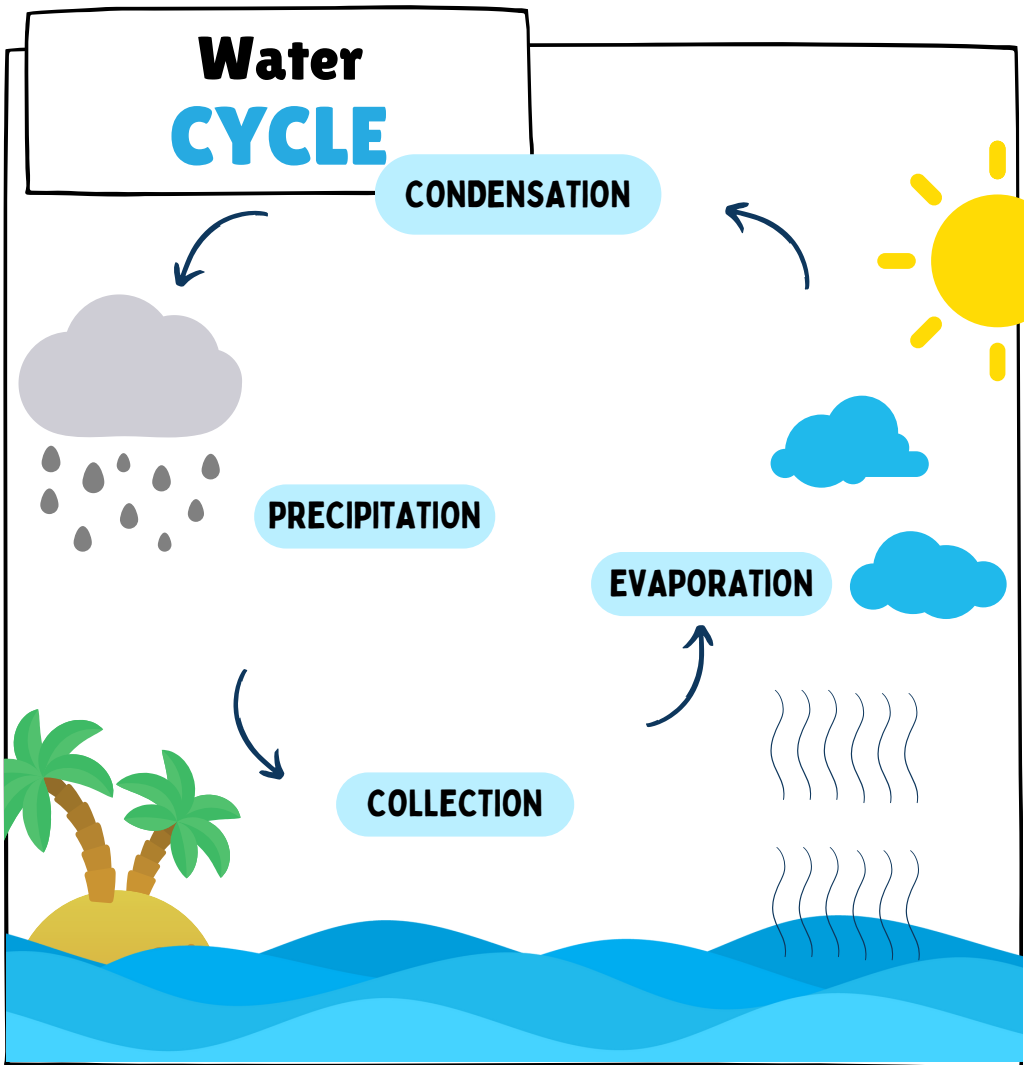 Water
CYCLE
CONDENSATION
PRECIPITATION
EVAPORATION
COLLECTION